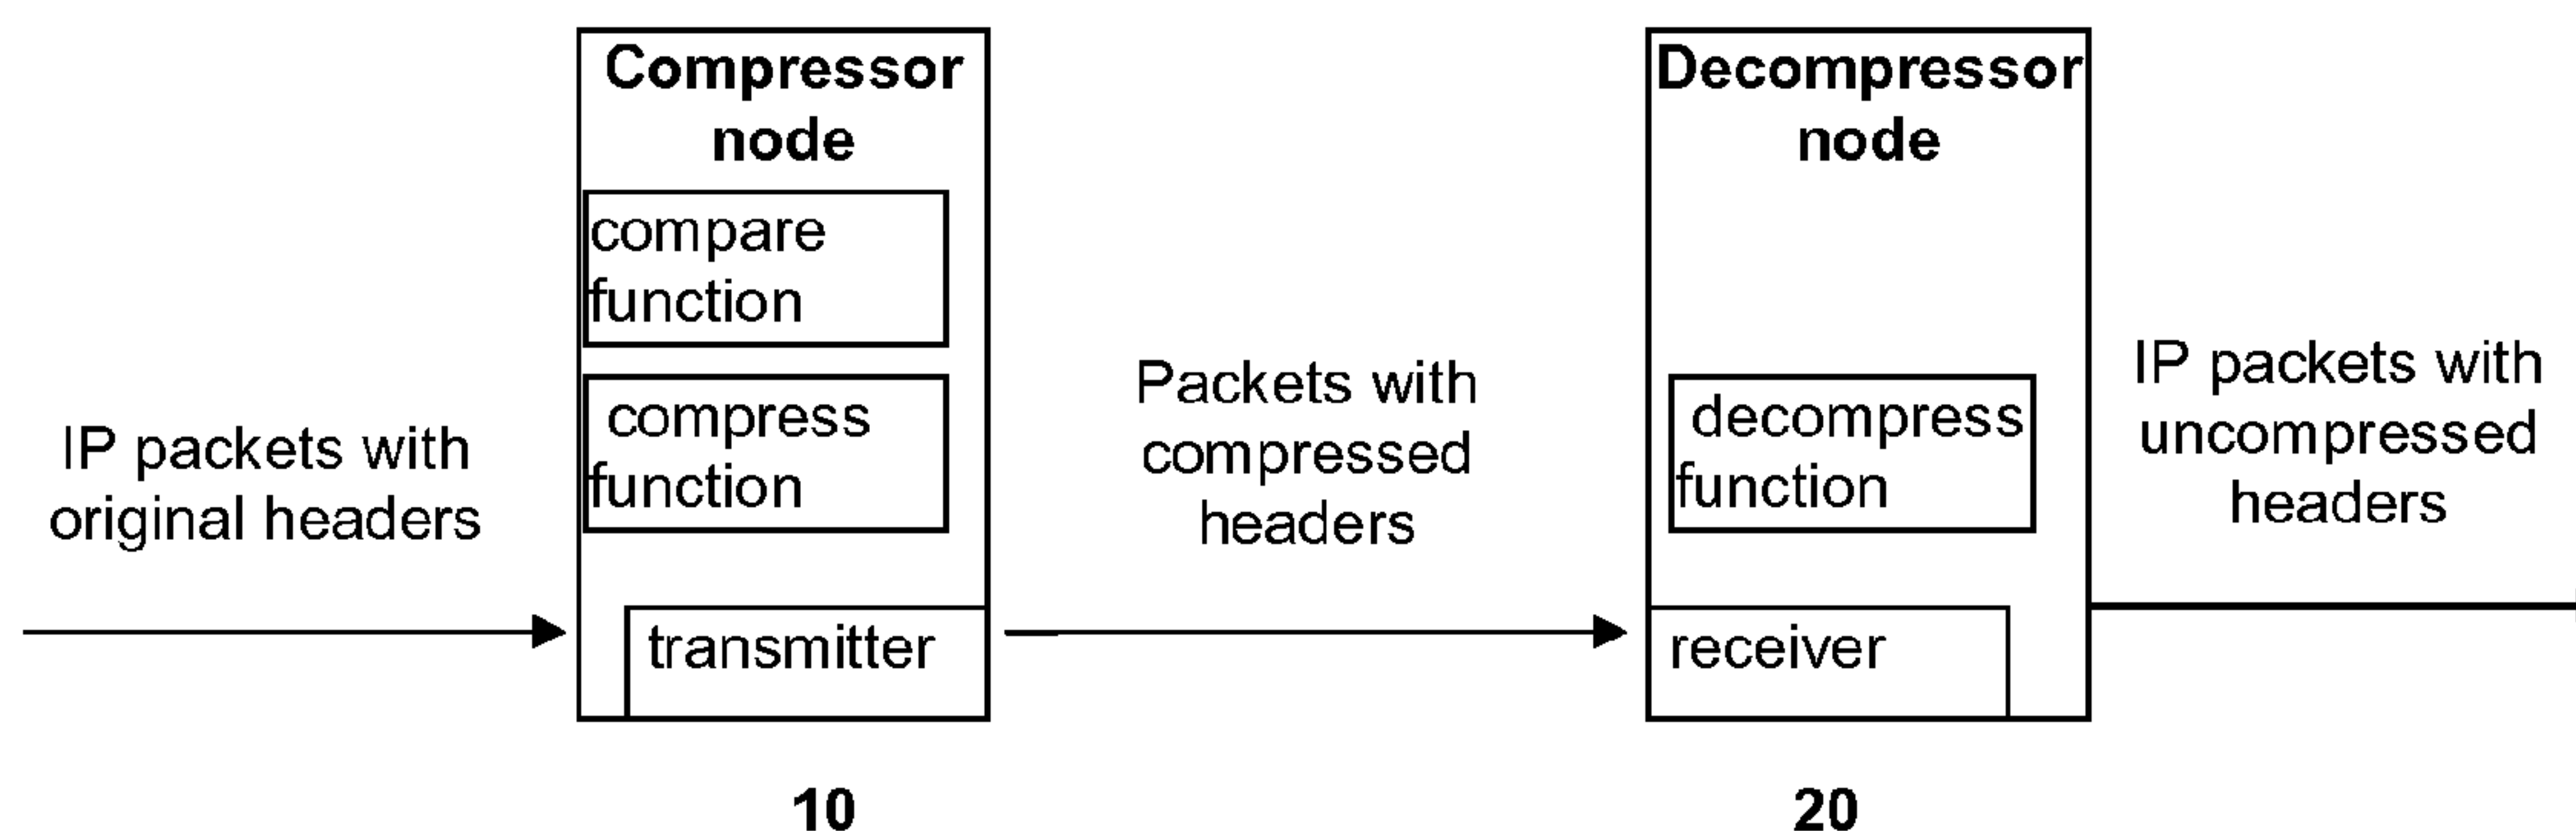 IP packets with
original headers
Compressor
node
compare
function
compress
function
transmitter
10
Packets with
compressed
headers
Decompressor
node
decompress
function
receiver
20
IP packets with
uncompressed
headers